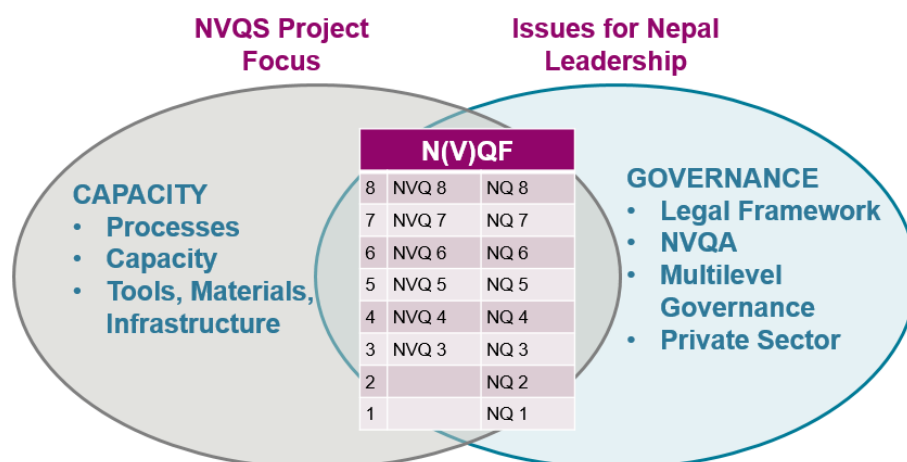 NVQS Project
Focus
Issues for Nepal
Leadership
CAPACITY
• Processes
• Capacity
• Tools, Materials,
Infrastructure
N(V)QF
8 NVQ 8 NQ 8
7 NVQ 7 NQ 7
6 NVQ 6 NQ 6
5 NVQ 5 NQ 5
4 NVQ 4 NQ 4
3 NVQ 3 NQ 3
2 NQ 2
1 NQ 1
GOVERNANCE
• Legal Framework
• NVQA
• Multilevel
Governance
• Private Sector